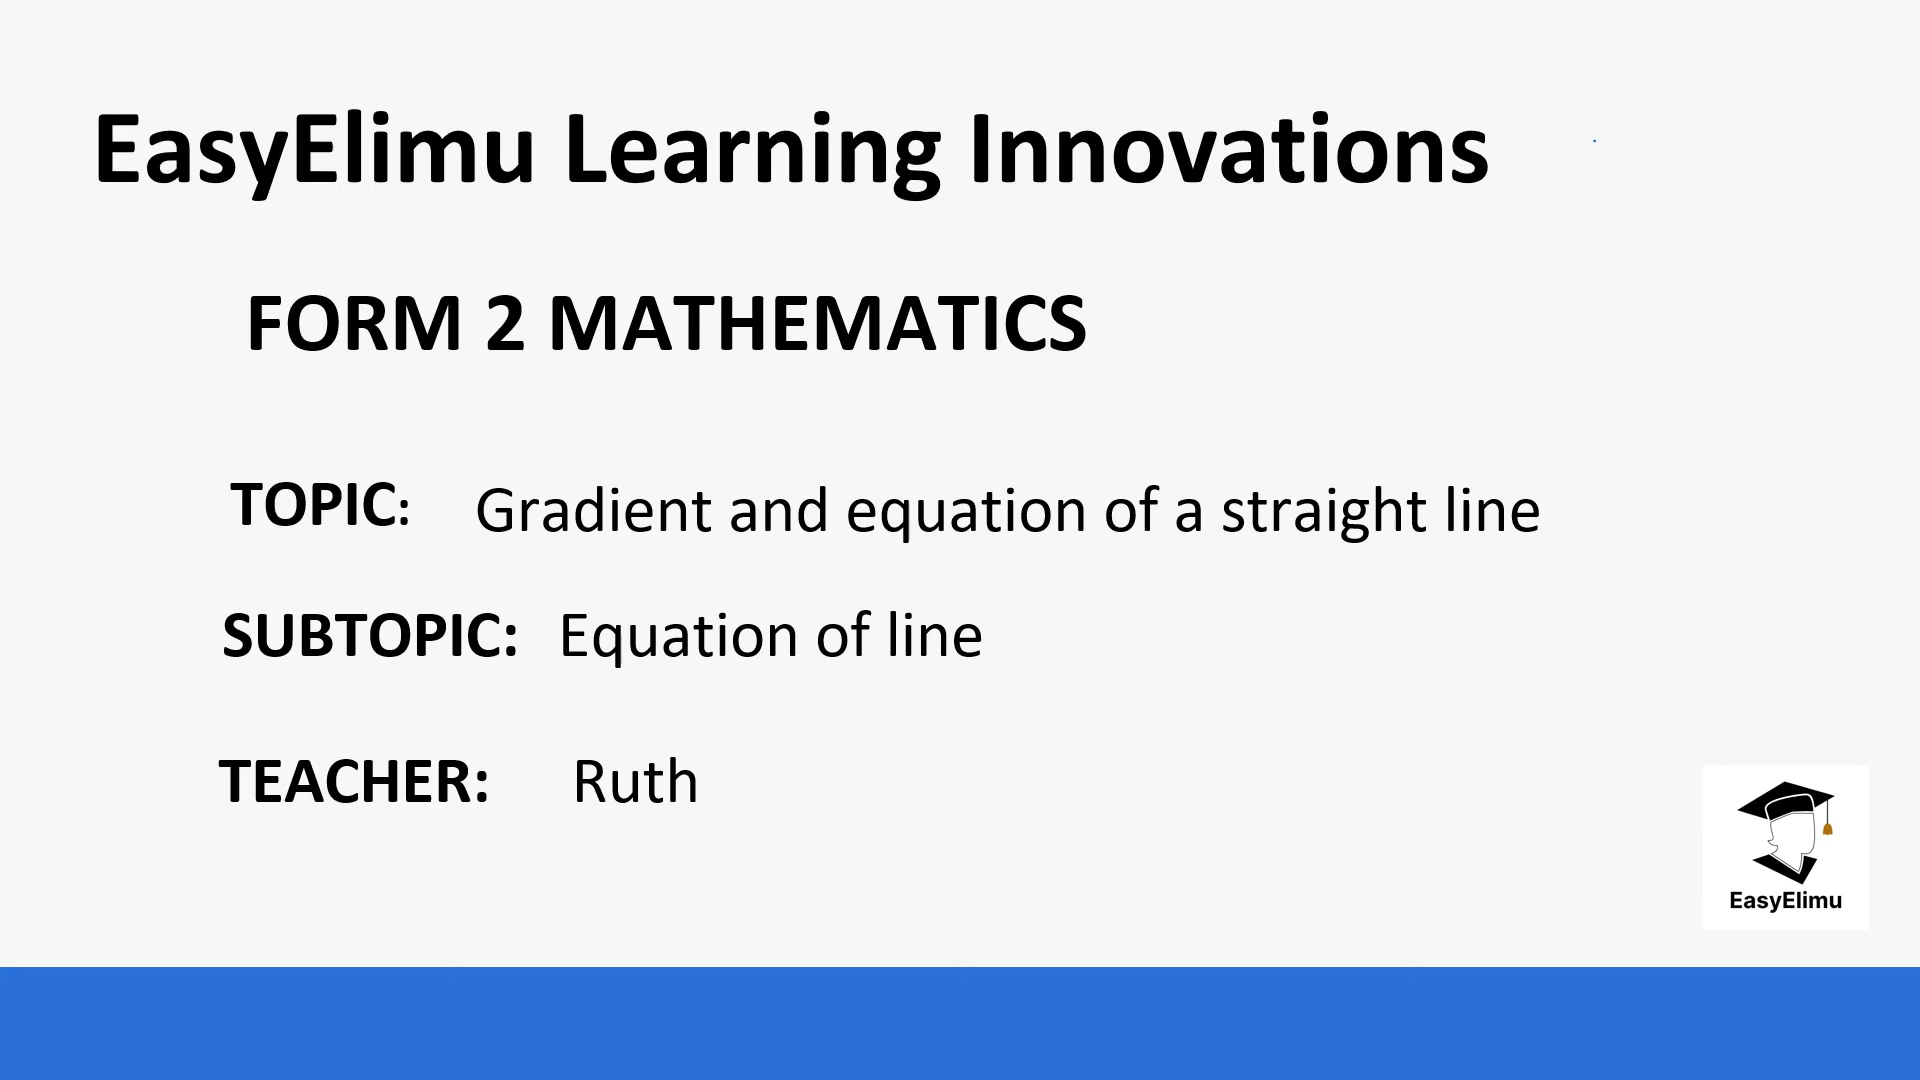 EasyElimu Learning Innovations
FORM 2 MATHEMATICS
TOPIC: Gradient and equation of a straight line
SUBTOPIC: Equation of line
TEACHER: Ruth
EasyElimu